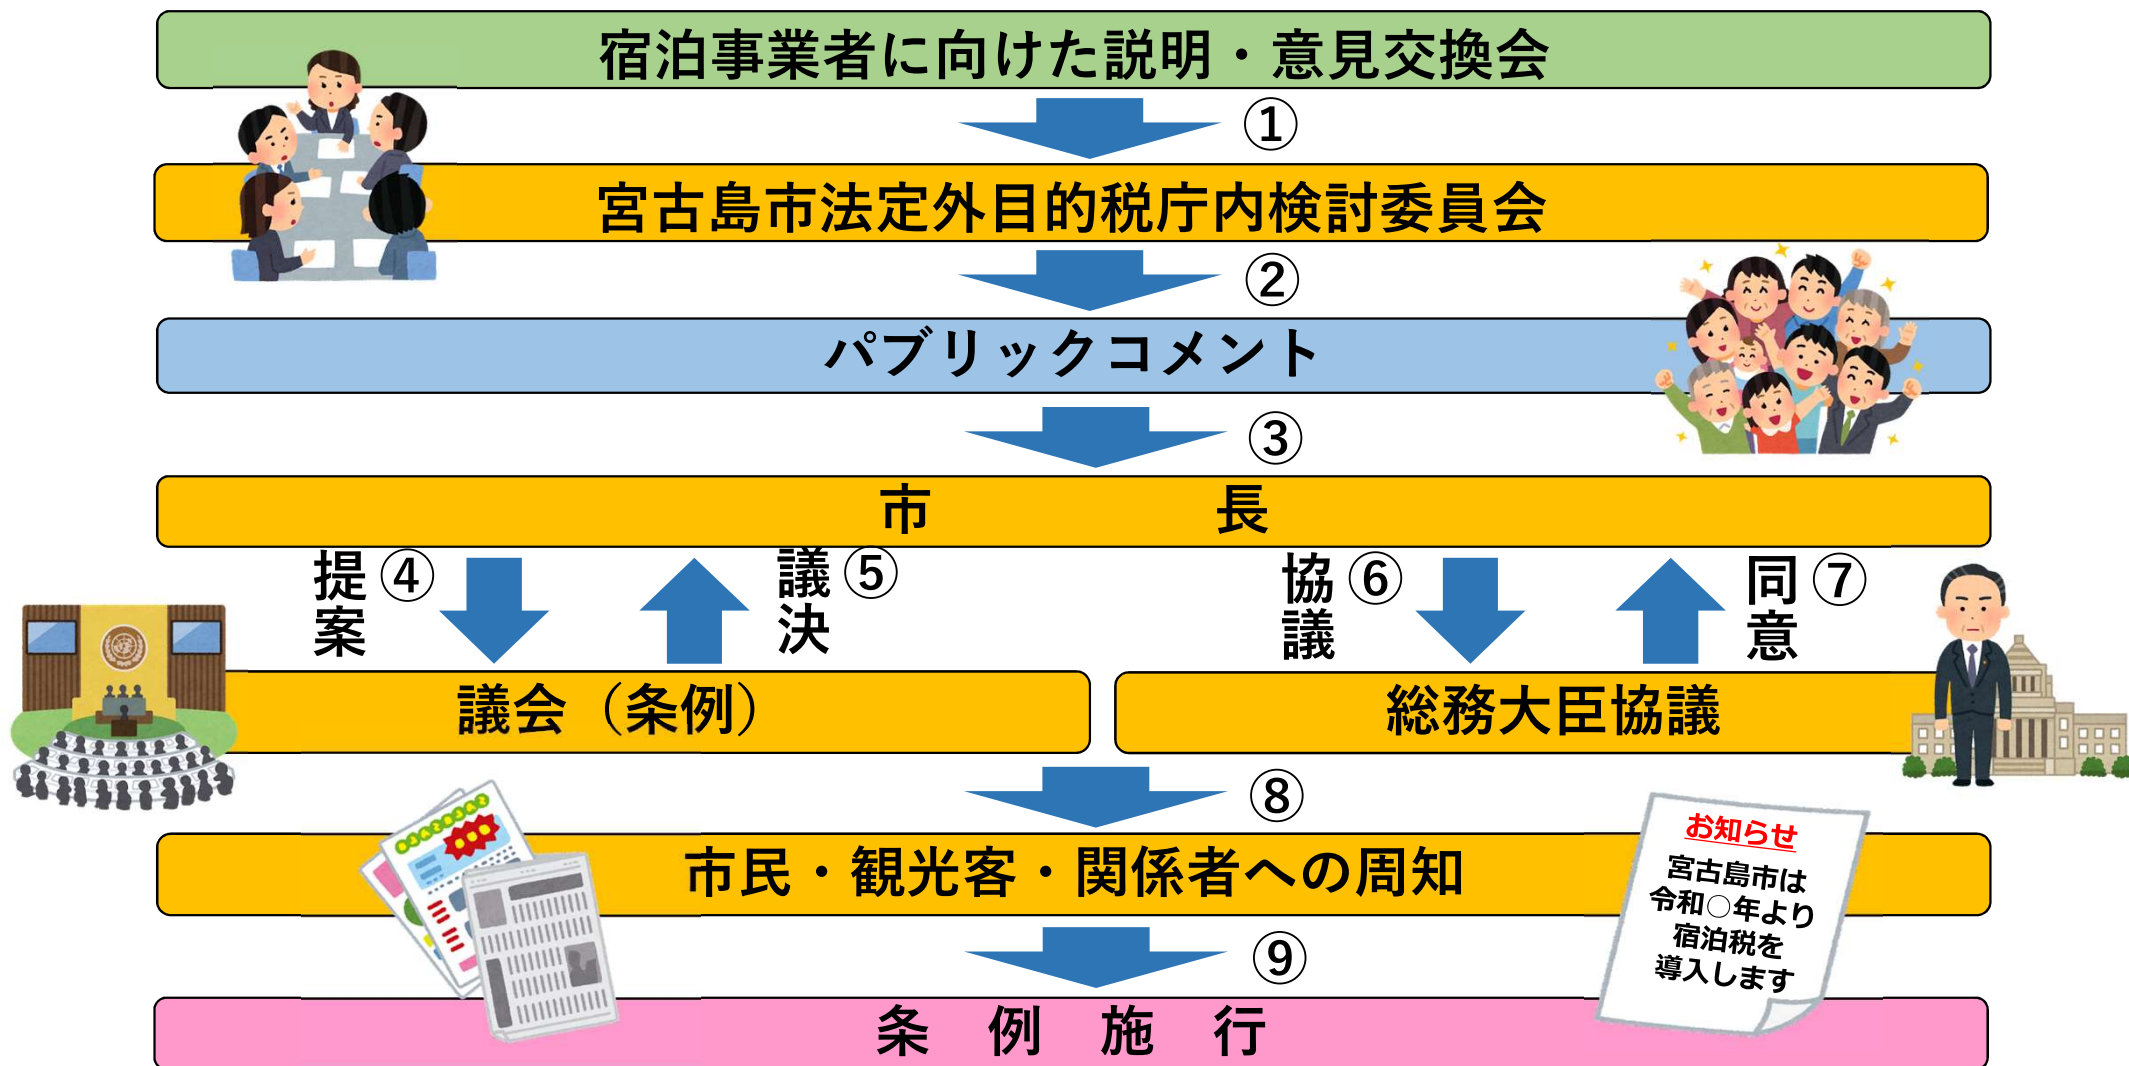 宿泊事業者に向けた説明・意見交換会
①
宮古島市法定外目的税庁内検討委員会
②
パブリックコメント
③
市長
提案
④
議決
⑤
協議
⑥
同意
⑦
議会（条例）
総務大臣協議
⑧
市民・観光客・関係者への周知
お知らせ
宮古島市は
令和○年より
宿泊税を
導入します
⑨
条例施行